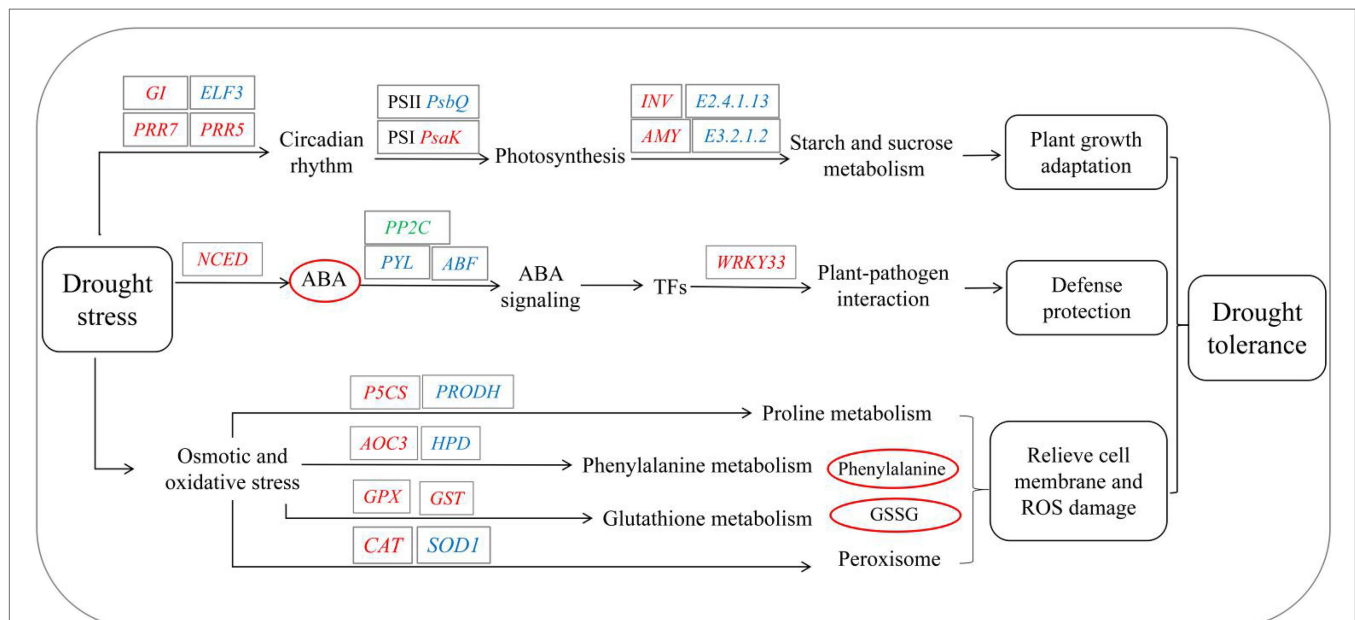 GI ELF3
PRR7 PRR5
Circadian
rhythm
PSII PsbQ
PSI PsaK
Photosynthesis
INV E2.4.1.13
AMY E3.2.1.2
Starch and sucrose
metabolism
Plant growth
adaptation
Drought
stress
NCED
ABA
PP2C
PYL ABF
ABA
signaling
TFs
WRKY33
Plant-pathogen
interaction
Defense
protection
Drought
tolerance
Osmotic and
oxidative stress
P5CS PRODH
Proline metabolism
AOC3 HPD
Phenylalanine metabolism
Phenylalanine
GPX GST
Glutathione metabolism
GSSG
CAT SOD1
Peroxisome
Relieve cell
membrane and
ROS damage